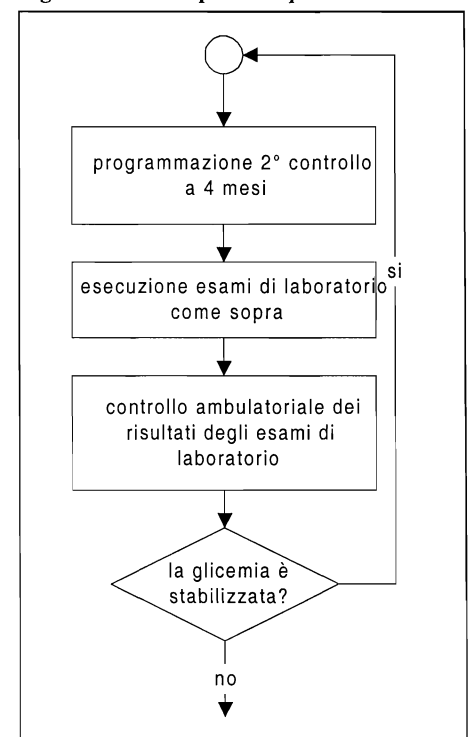 programmazione 2° controllo
a 4 mesi
si
esecuzione esami di laboratorio
come sopra
controllo ambulatoriale dei
risultati degli esami di
laboratorio
la glicemia è
stabilizzata?
no